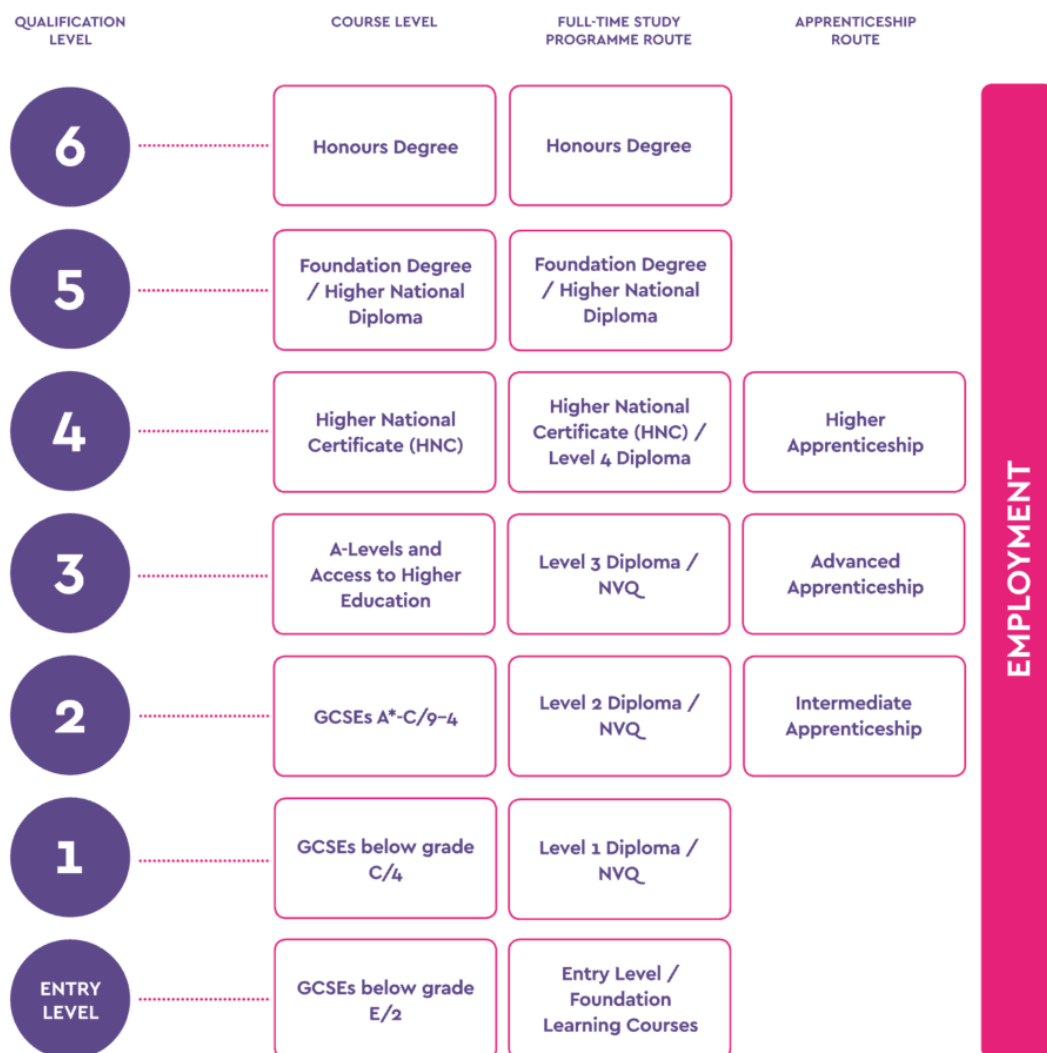 QUALIFICATION
LEVEL
COURSE LEVEL
FULL-TIME STUDY
PROGRAMME ROUTE
APPRENTICESHIP
ROUTE
6
Honours Degree
Honours Degree
5
Foundation Degree
/ Higher National
Diploma
Foundation Degree
/ Higher National
Diploma
4
Higher National
Certificate (HNC)
Higher National
Certificate (HNC) /
Level 4 Diploma
Higher
Apprenticeship
3
A-Levels and
Access to Higher
Education
Level 3 Diploma /
NVQ
Advanced
Apprenticeship
2
GCSEs A*-C/9-4
Level 2 Diploma /
NVQ
Intermediate
Apprenticeship
1
GCSEs below grade
C/4
Level 1 Diploma /
NVQ
ENTRY
LEVEL
GCSEs below grade
E/2
Entry Level /
Foundation
Learning Courses
EMPLOYMENT